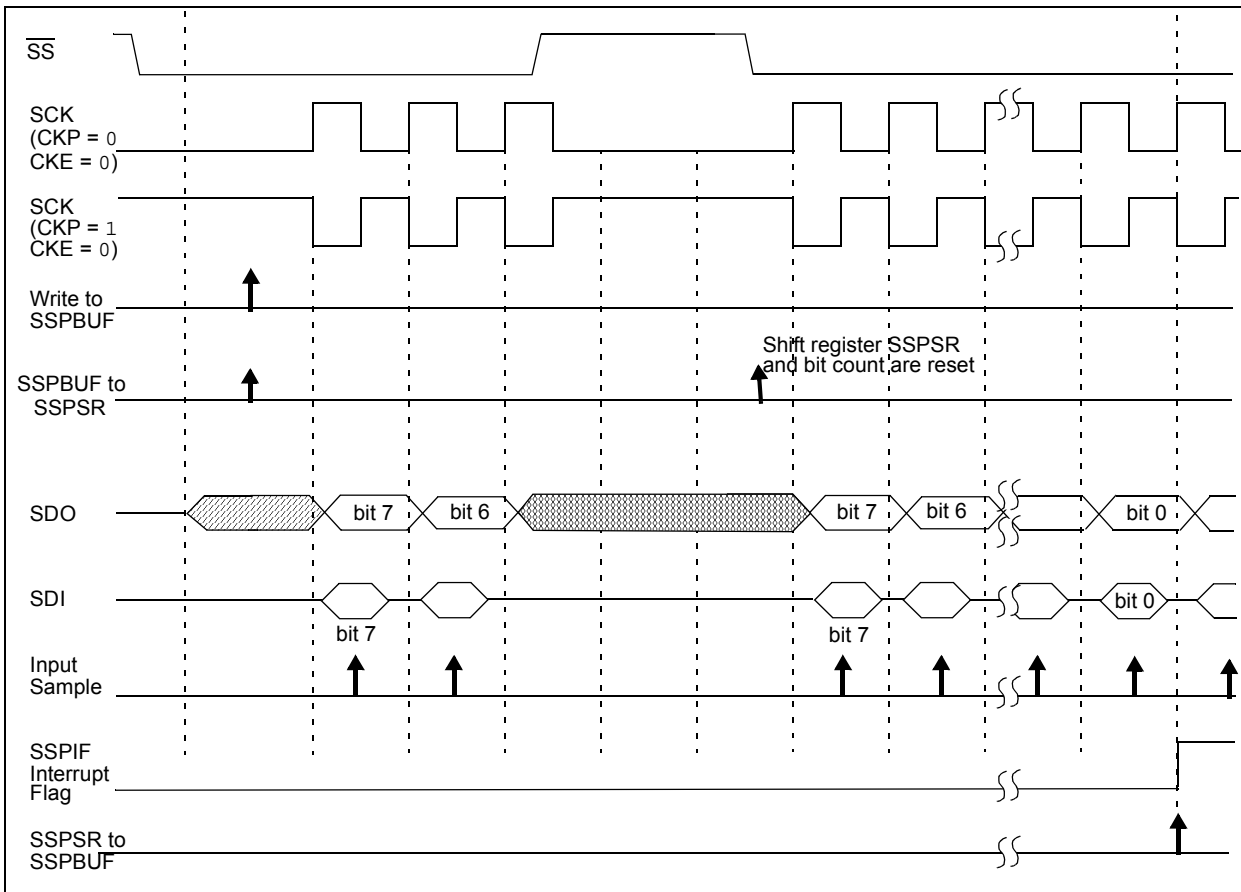 SS
SCK
(CKP = 0
CKE = 0)
SCK
(CKP = 1
CKE = 0)
Write to
SSPBUF
Shift register SSPSR
and bit count are reset
SSPBUF to
SSPSR
SDO
bit 7
bit 6
bit 7
bit 6
bit 0
SDI
bit 0
bit 7
bit 7
Input
Sample
SSPIF
Interrupt
Flag
SSPSR to
SSPBUF